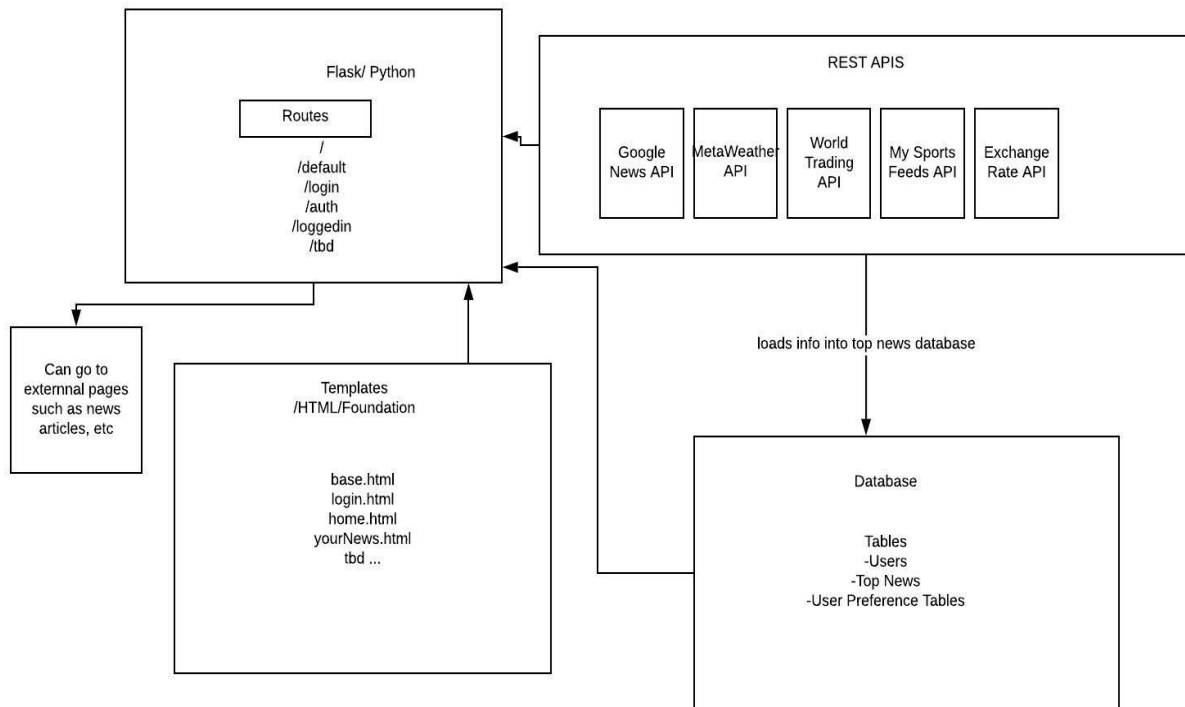 Flask/ Python
Routes
/
/default
/login
/auth
/loggedin
/tbd
REST APIS
Google
News API
MetaWeather
API
World
Trading
API
My Sports
Feeds API
Exchange
Rate API
loads info into top news database
Can go to
externnal pages
such as news
articles, etc
Templates
/HTML/Foundation
base.html
login.html
home.html
yourNews.html
tbd ...
Database
Tables
-Users
-Top News
-User Preference Tables